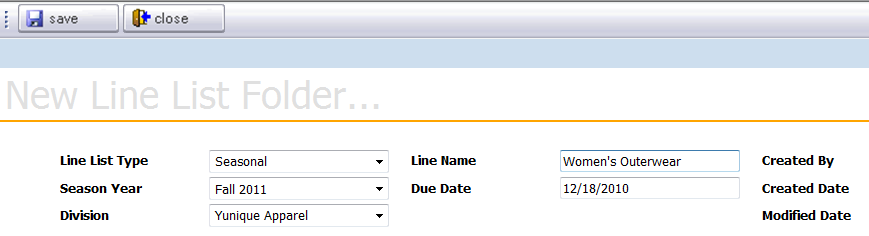 save close
New Line List Folder...
Line List Type Seasonal Line Name Women's Outerwear Created By
Season Year Fall 2011 Due Date 12/18/2010 Created Date
Division Yunique Apparel Modified Date